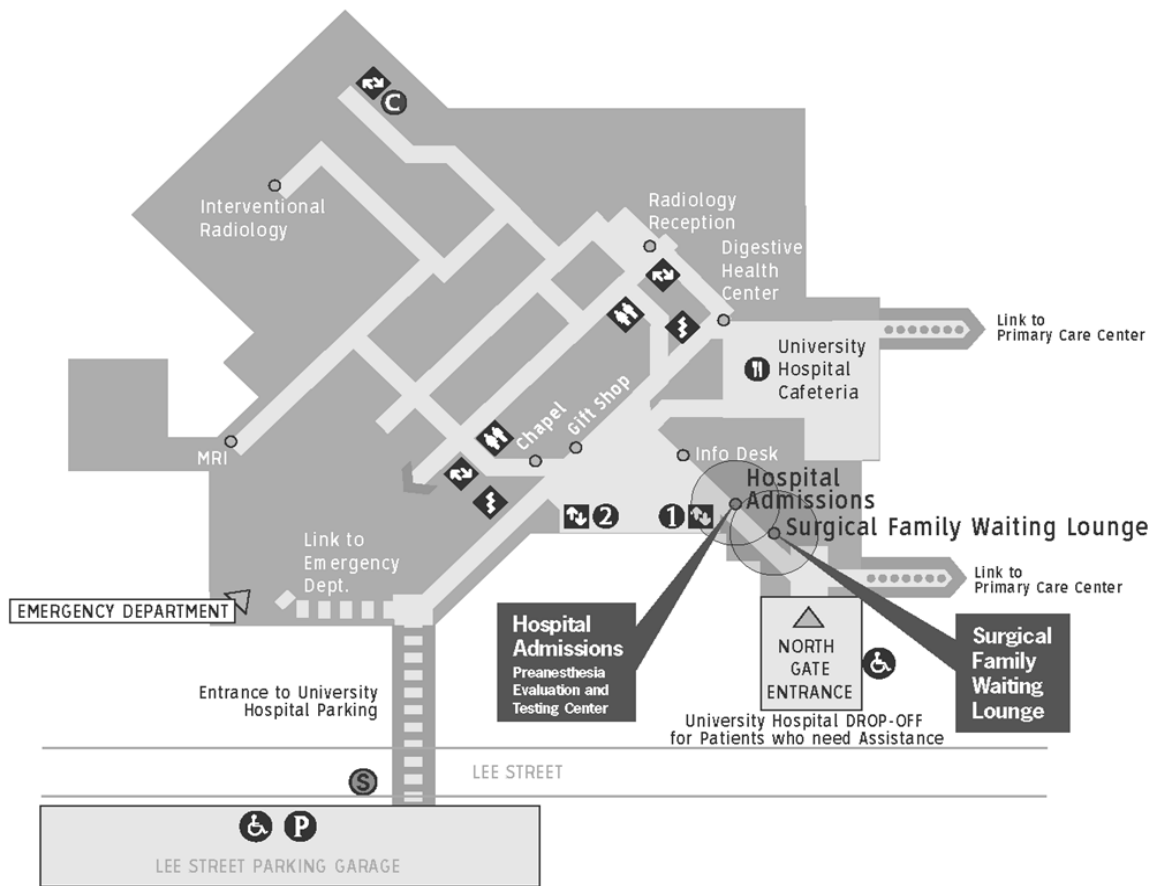 C
Interventional
Radiology
Radiology
Reception
Digestive
Health
Center
Link to
Primary Care Center
University
Hospital
Cafeteria
Chapel
Gift Shop
MRI
Info Desk
Hospital
Admissions
Surgical Family Waiting Lounge
2
1
Link to
Emergency
Dept.
Link to
Primary Care Center
EMERGENCY DEPARTMENT
Hospital
Admissions
Preanesthesia
Evaluation and
Testing Center
NORTH
GATE
ENTRANCE
Surgical
Family
Waiting
Lounge
Entrance to University
Hospital Parking
University Hospital DROP-OFF
for Patients who need Assistance
LEE STREET
S
P
LEE STREET PARKING GARAGE